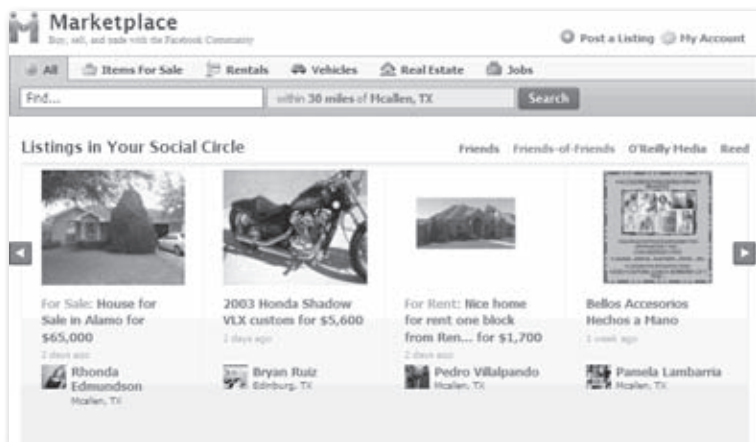 Marketplace
Buy, sell, and trade with the Facebook Community
Post a Listing My Account
All Items For Sale Rentals Vehicles Real Estate Jobs
Find... within 30 miles of Mcallen, TX Search
Listings in Your Social Circle Friends Friends-of-Friends O'Reilly Media Reed
For Sale: House for
Sale in Alamo for
$65,000
2 days ago
Rhonda
Edmundson
Mcallen, TX
2003 Honda Shadow
VLX custom for $5,600
2 days ago
Bryan Ruiz
Edinburg, TX
For Rent: Nice home
for rent one block
from Ren... for $1,700
2 days ago
Pedro Villalpando
Mcallen, TX
Bellos Accesorios
Hechos a Mano
1 week ago
Pamela Lambarria
Mcallen, TX